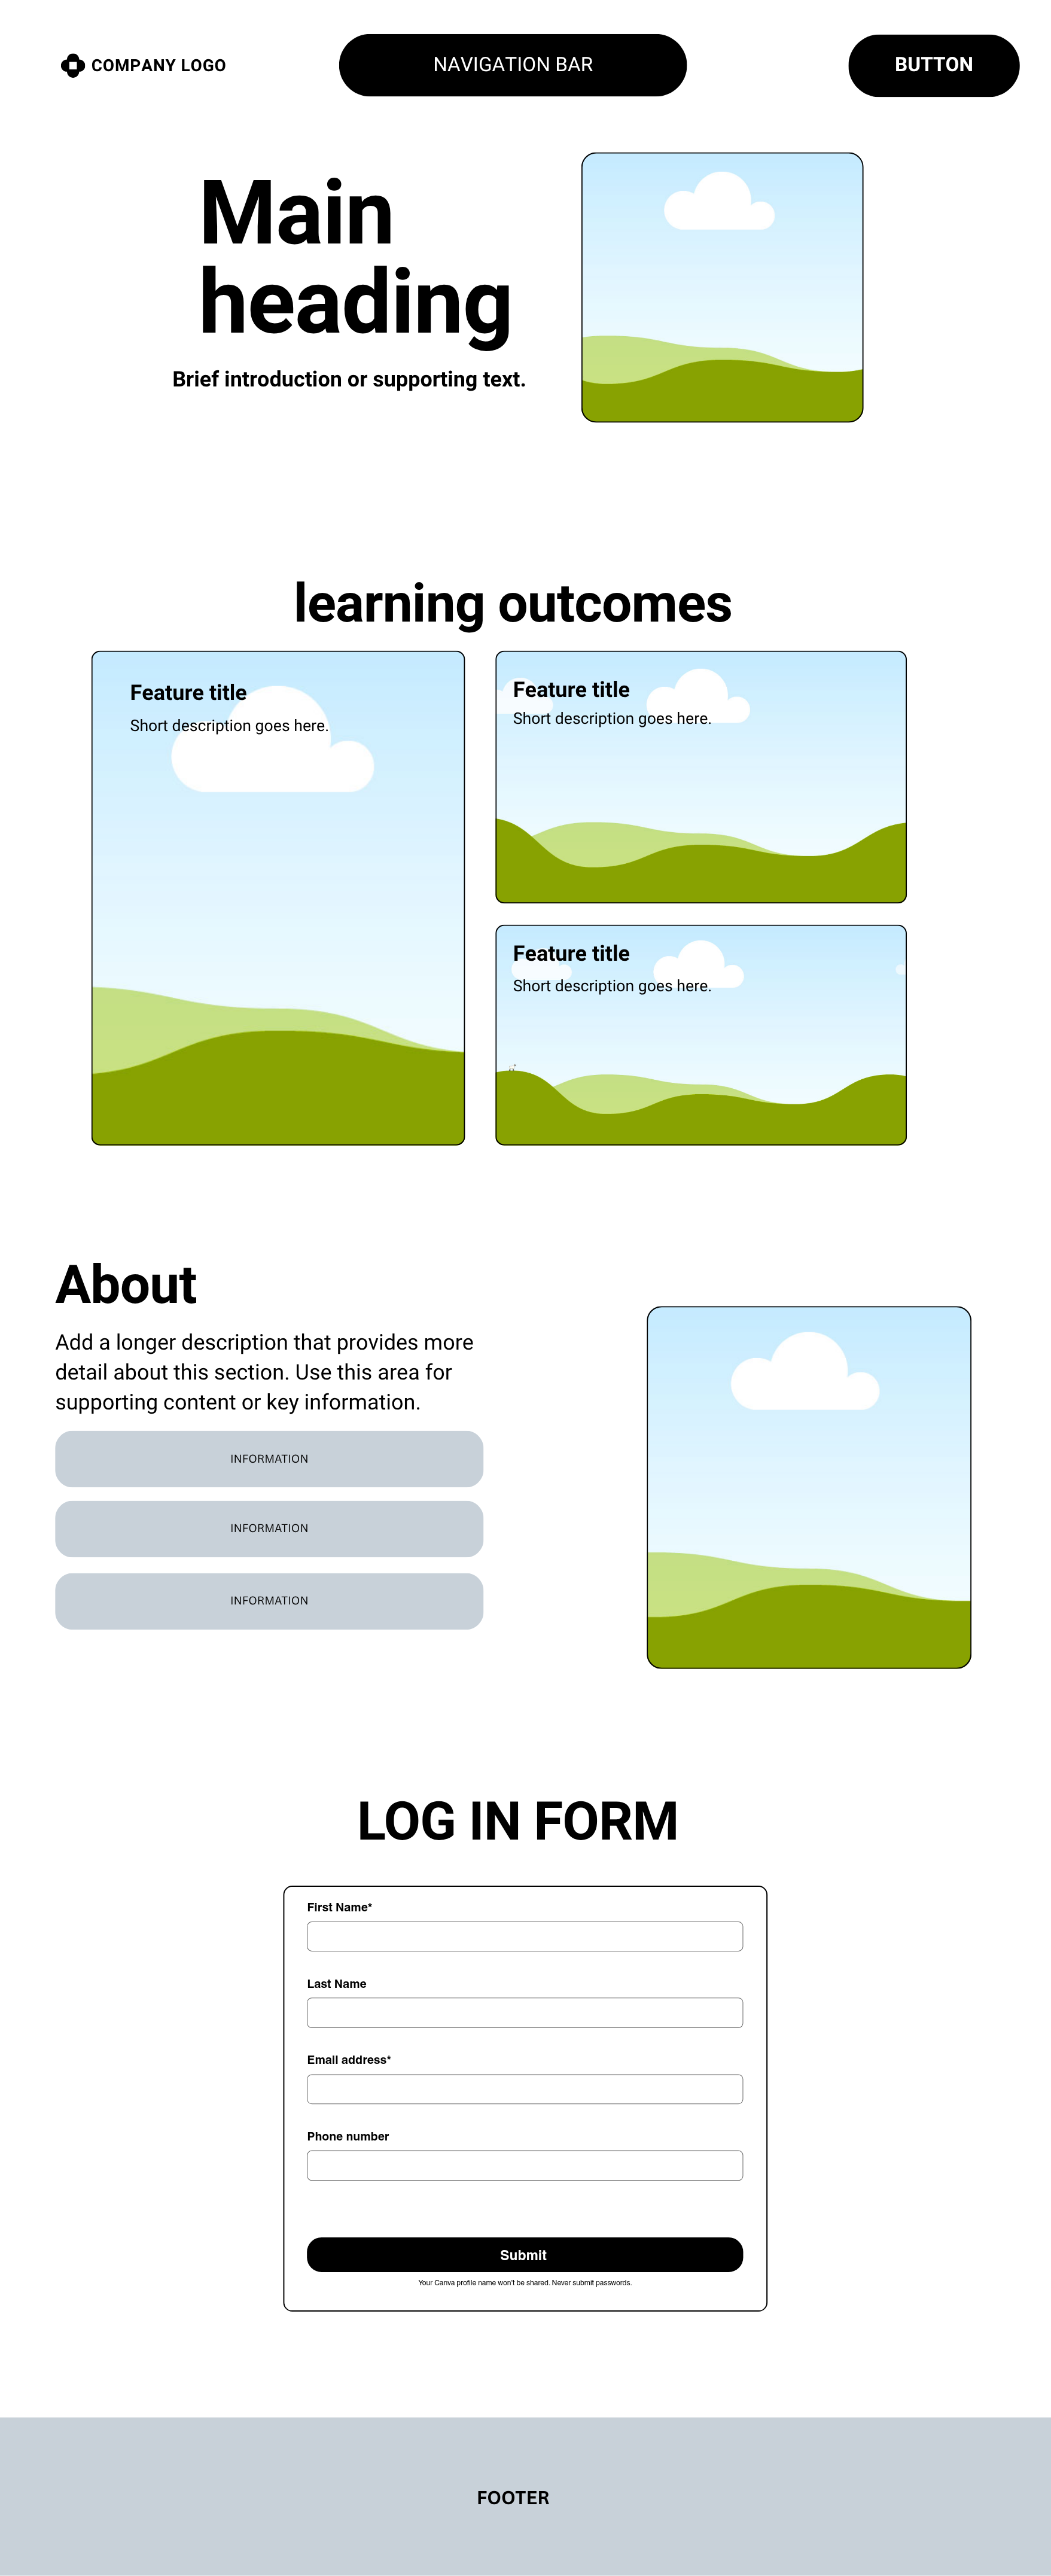 COMPANY LOGO
NAVIGATION BAR
BUTTON
Main
heading
Brief introduction or supporting text.
learning outcomes
Feature title
Short description goes here.
Feature title
Short description goes here.
Feature title
Short description goes here.
About
Add a longer description that provides more
detail about this section. Use this area for
supporting content or key information.
INFORMATION
INFORMATION
INFORMATION
LOG IN FORM
First Name*
Last Name
Email address*
Phone number
Submit
Your Canva profile name won't be shared. Never submit passwords.
FOOTER